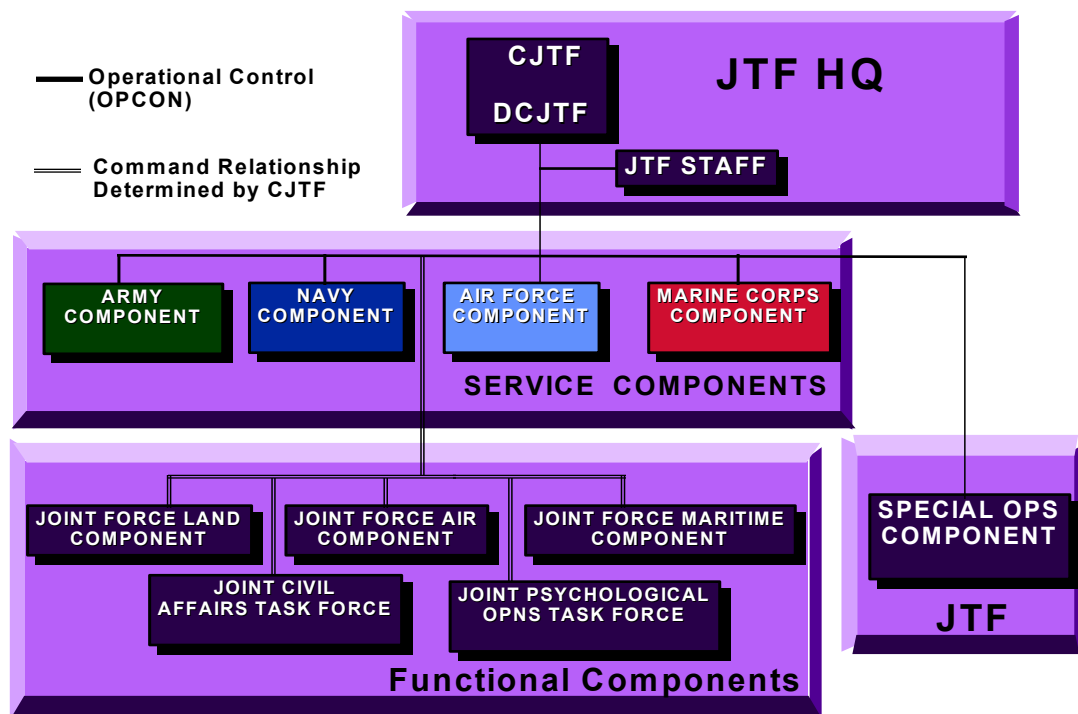 Operational Control
(OPCON)
Command Relationship
Determined by CJTF
CJTF
DCJTF
JTF HQ
JTF STAFF
ARMY
COMPONENT
NAVY
COMPONENT
AIR FORCE
COMPONENT
MARINE CORPS
COMPONENT
SERVICE COMPONENTS
JOINT FORCE LAND
COMPONENT
JOINT FORCE AIR
COMPONENT
JOINT FORCE MARITIME
COMPONENT
JOINT CIVIL
AFFAIRS TASK FORCE
JOINT PSYCHOLOGICAL
OPNS TASK FORCE
Functional Components
SPECIAL OPS
COMPONENT
JTF